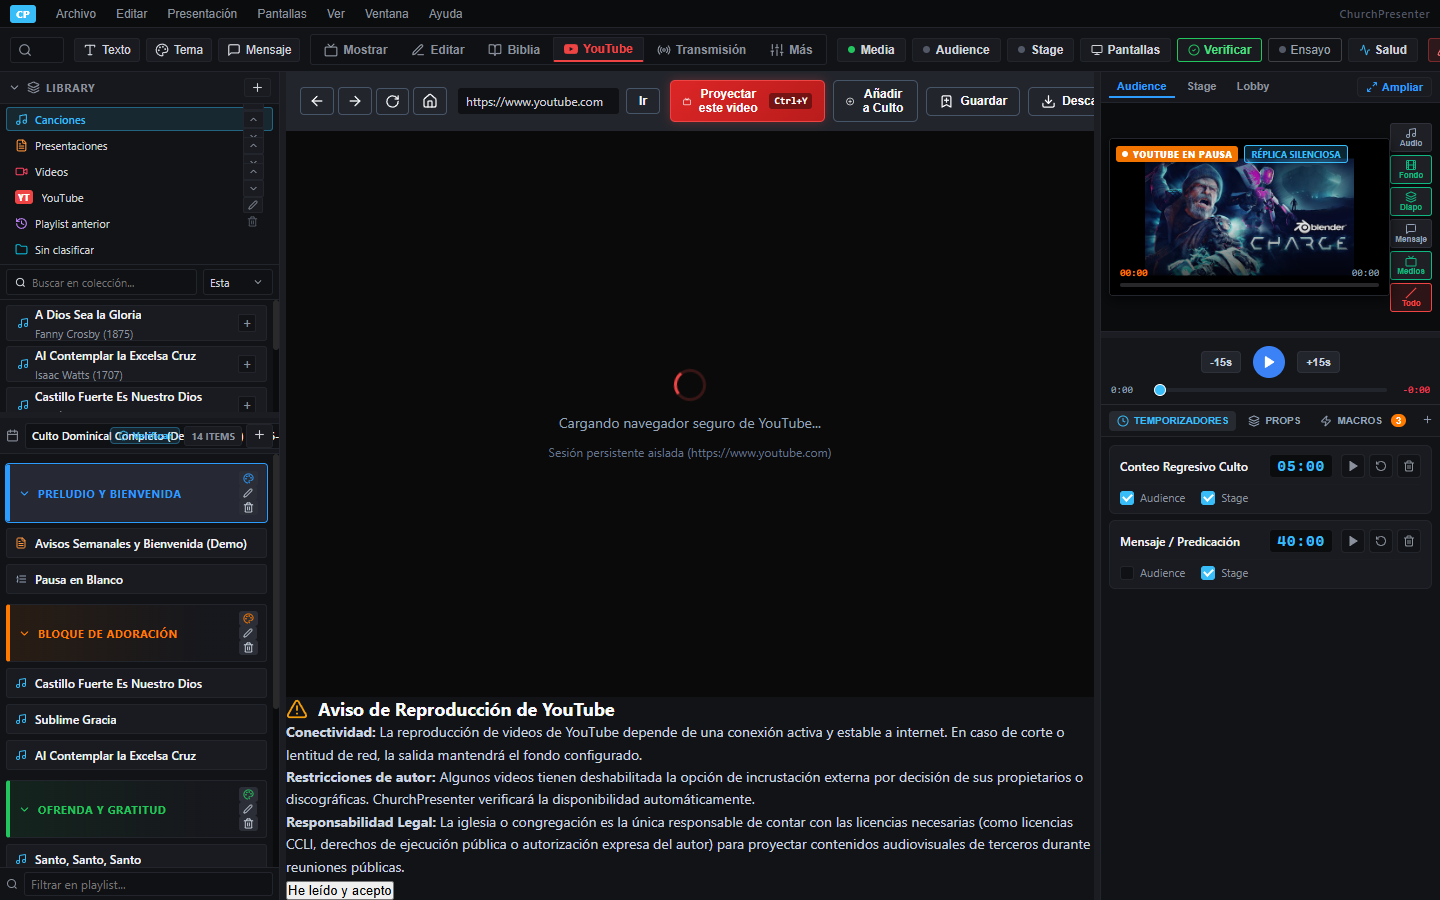 CP Archivo Editar Presentación Pantallas Ver Ventana Ayuda ChurchPresenter
Texto Tema Mensaje Mostrar Editar Biblia YouTube Transmisión Más Media Audience Stage Pantallas Verificar Ensayo Salud
LIBRARY
Canciones
Presentaciones
Videos
YT YouTube
Playlist anterior
Sin clasificar
Buscar en colección... Esta
A Dios Sea la Gloria
Fanny Crosby (1875)
Al Contemplar la Excelsa Cruz
Isaac Watts (1707)
Castillo Fuerte Es Nuestro Dios
Culto Dominical Completo (De 14 ITEMS
PRELUDIO Y BIENVENIDA
Avisos Semanales y Bienvenida (Demo)
Pausa en Blanco
BLOQUE DE ADORACIÓN
Castillo Fuerte Es Nuestro Dios
Sublime Gracia
Al Contemplar la Excelsa Cruz
OFRENDA Y GRATITUD
Santo, Santo, Santo
Filtrar en playlist...
https://www.youtube.com Ir
Proyectar este video Ctrl+Y
Añadir a Culto
Guardar
Desca
Cargando navegador seguro de YouTube...
Sesión persistente aislada (https://www.youtube.com)
Aviso de Reproducción de YouTube
Conectividad: La reproducción de videos de YouTube depende de una conexión activa y estable a internet. En caso de corte o
lentitud de red, la salida mantendrá el fondo configurado.
Restricciones de autor: Algunos videos tienen deshabilitada la opción de incrustación externa por decisión de sus propietarios o
discográficas. ChurchPresenter verificará la disponibilidad automáticamente.
Responsabilidad Legal: La iglesia o congregación es la única responsable de contar con las licencias necesarias (como licencias
CCLI, derechos de ejecución pública o autorización expresa del autor) para proyectar contenidos audiovisuales de terceros durante
reuniones públicas.
He leído y acepto
Audience Stage Lobby Ampliar
YOUTUBE EN PAUSA RÉPLICA SILENCIOSA
blender
CHARGE
00:00 00:00
Audio
Fondo
Diapo
Mensaje
Medios
Todo
-15s +15s
0:00 -0:00
TEMPORIZADORES PROPS MACROS 3
Conteo Regresivo Culto 05:00
Audience Stage
Mensaje / Predicación 40:00
Audience Stage